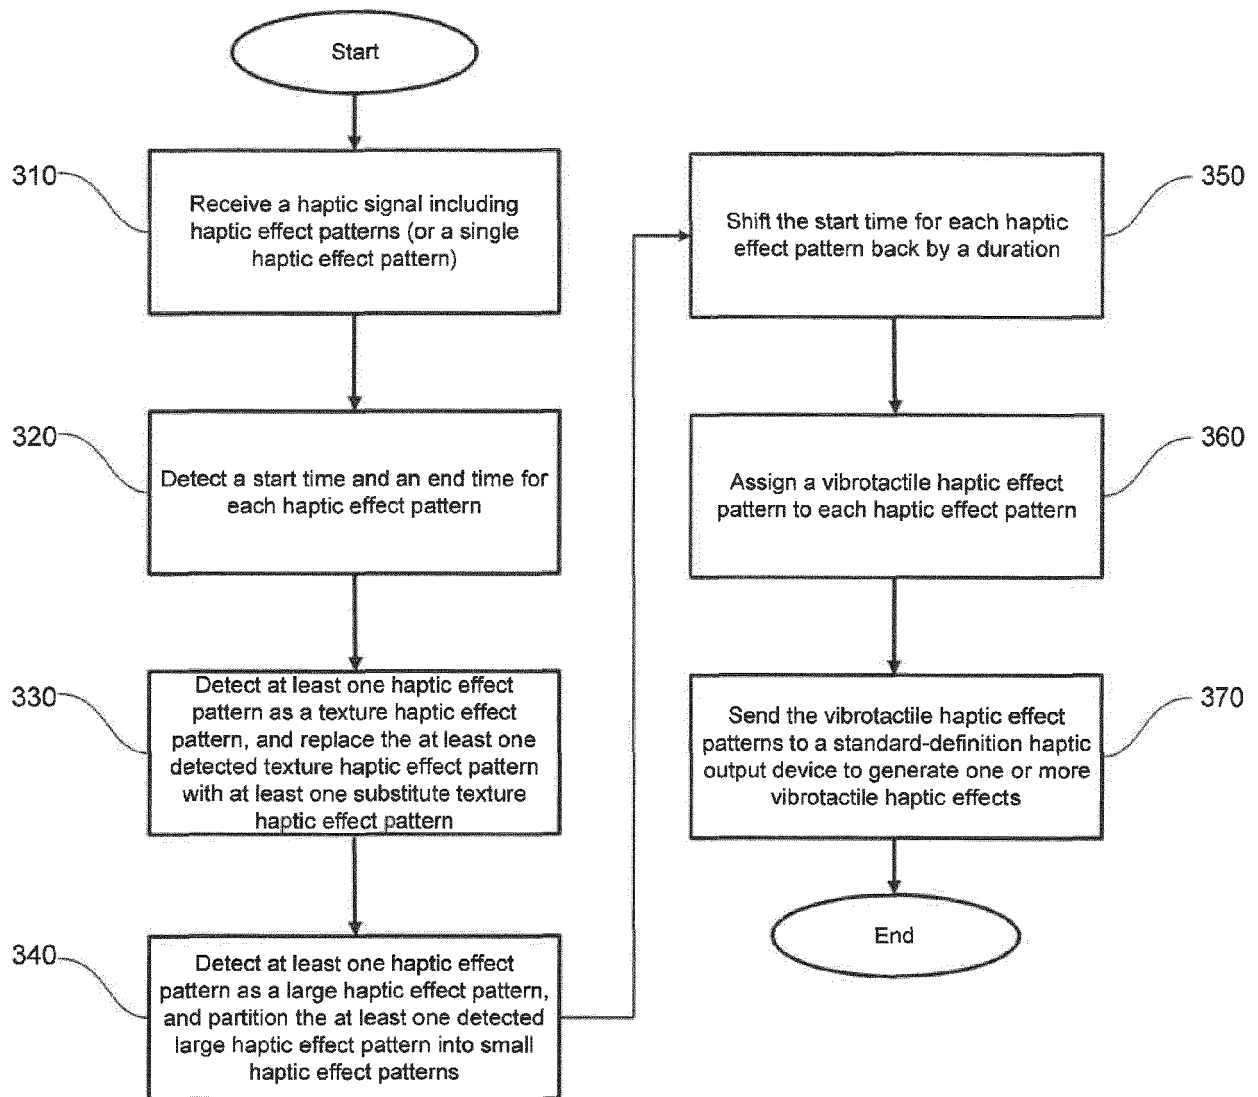 Start
310
Receive a haptic signal including
haptic effect patterns (or a single
haptic effect pattern)
320
Detect a start time and an end time for
each haptic effect pattern
330
Detect at least one haptic effect
pattern as a texture haptic effect
pattern, and replace the at least one
detected texture haptic effect pattern
with at least one substitute texture
haptic effect pattern
340
Detect at least one haptic effect
pattern as a large haptic effect pattern,
and partition the at least one detected
large haptic effect pattern into small
haptic effect patterns
350
Shift the start time for each haptic
effect pattern back by a duration
360
Assign a vibrotactile haptic effect
pattern to each haptic effect pattern
370
Send the vibrotactile haptic effect
patterns to a standard-definition haptic
output device to generate one or more
vibrotactile haptic effects
End